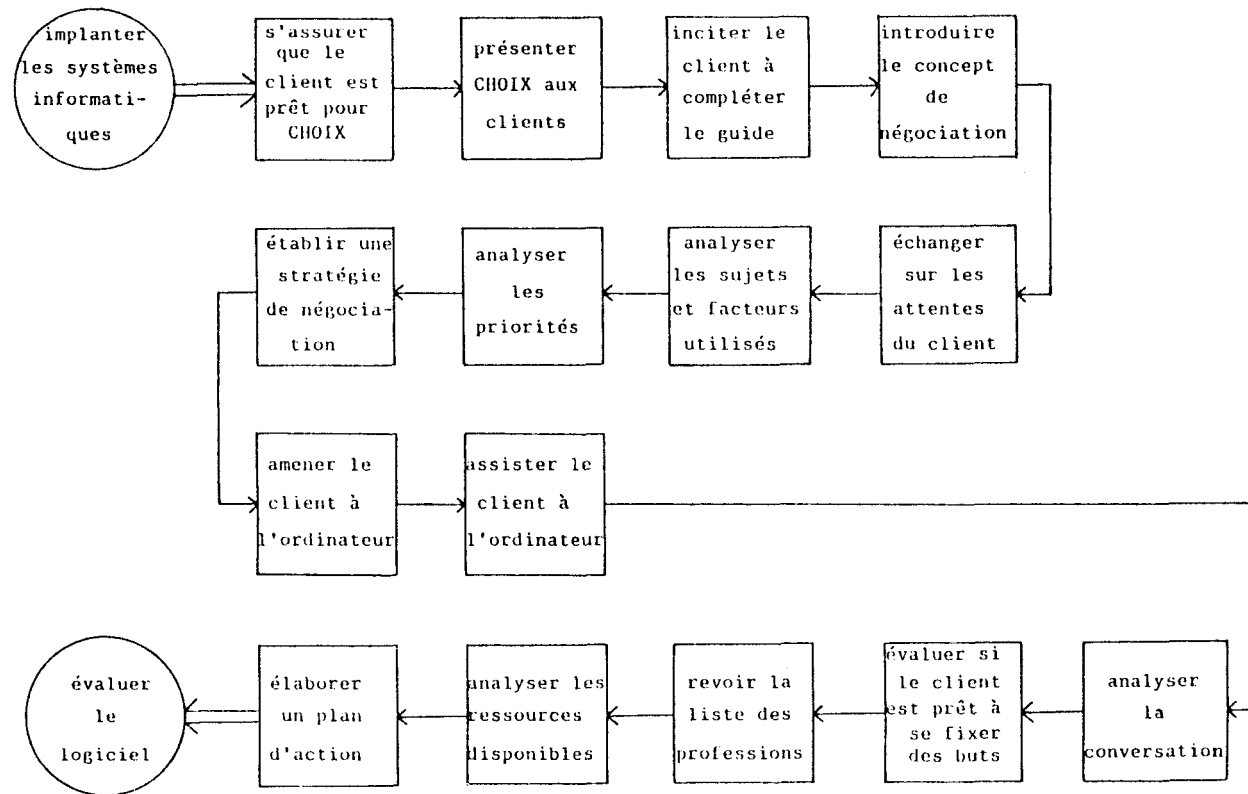 implanter
les systèmes
informati-
ques
s'assurer
que le
client est
prêt pour
CHOIX
présenter
CHOIX aux
clients
inciter le
client à
compléter
le guide
introduire
le concept
de
négociation
échanger
sur les
attentes
du client
analyser
les sujets
et facteurs
utilisés
analyser
les
priorités
établir une
stratégie
de négocia-
tion
amener le
client à
l'ordinateur
assister le
client à
l'ordinateur
analyser
la
conversation
évaluer si
le client
est prêt à
se fixer
des buts
revoir la
liste des
professions
analyser les
ressources
disponibles
élaborer
un plan
d'action
évaluer
le
logiciel